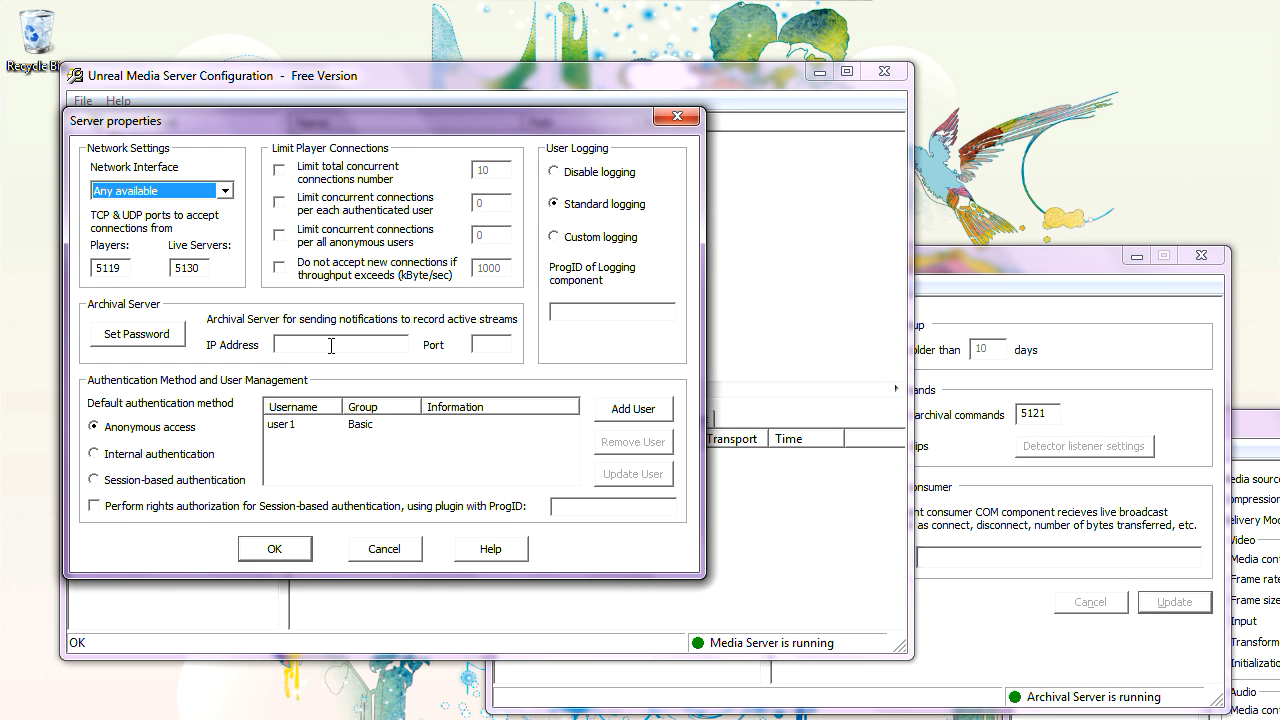 Recycle Bi
Unreal Media Server Configuration - Free Version
File Help
Server properties
Network Settings
Network Interface
Any available
TCP & UDP ports to accept
connections from
Players: Live Servers:
5119 5130
Limit Player Connections
Limit total concurrent
connections number
10
Limit concurrent connections
per each authenticated user
0
Limit concurrent connections
per all anonymous users
0
Do not accept new connections if
throughput exceeds (kByte/sec)
1000
User Logging
Disable logging
Standard logging
Custom logging
ProgID of Logging
component
Archival Server
Set Password
Archival Server for sending notifications to record active streams
IP Address Port
Authentication Method and User Management
Default authentication method
Anonymous access
Internal authentication
Session-based authentication
Username Group Information
user1 Basic
Add User
Remove User
Update User
Perform rights authorization for Session-based authentication, using plugin with ProgID:
OK Cancel Help
Transport Time
OK
Media Server is running
up
older than 10 days
ands
archival commands 5121
ips Detector listener settings
onsumer
nt consumer COM component recieves live broadcast
as connect, disconnect, number of bytes transferred, etc.
Cancel Update
Archival Server is running
edia sourc
ompression
elivery Mod
Video
Media cont
Frame rate
Frame size
Input
Transform
Initializatio
Audio
Media cont